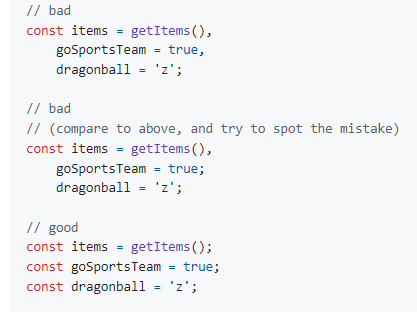 // bad
const items = getItems(),
    goSportsTeam = true,
    dragonball = 'z';

// bad
// (compare to above, and try to spot the mistake)
const items = getItems(),
    goSportsTeam = true;
    dragonball = 'z';

// good
const items = getItems();
const goSportsTeam = true;
const dragonball = 'z';